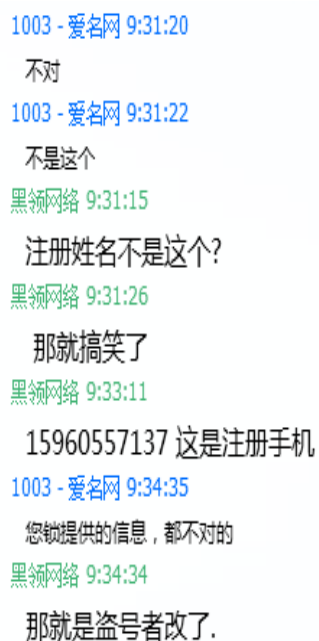 1003 - 爱名网 9:31:20
不对
1003 - 爱名网 9:31:22
不是这个
黑领网络 9:31:15
注册姓名不是这个?
黑领网络 9:31:26
那就搞笑了
黑领网络 9:33:11
15960557137 这是注册手机
1003 - 爱名网 9:34:35
您锁提供的信息，都不对的
黑领网络 9:34:34
那就是盗号者改了.